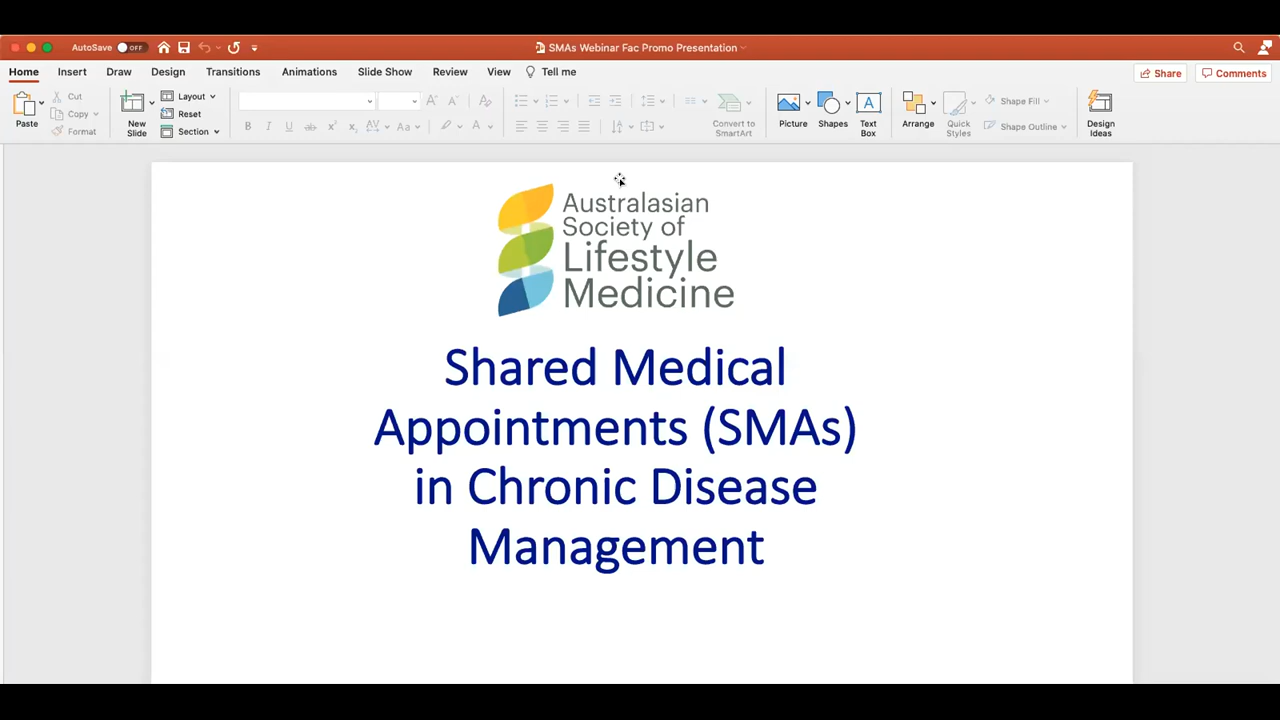 AutoSave OFF
SMAs Webinar Fac Promo Presentation
Home Insert Draw Design Transitions Animations Slide Show Review View Tell me
Share Comments
Paste
Cut
Copy
Format
New
Slide
Layout
Reset
Section
Convert to
SmartArt
Picture
Shapes
Text
Box
Arrange
Quick
Styles
Shape Fill
Shape Outline
Design
Ideas
Australasian
Society of
Lifestyle
Medicine
Shared Medical
Appointments (SMAs)
in Chronic Disease
Management